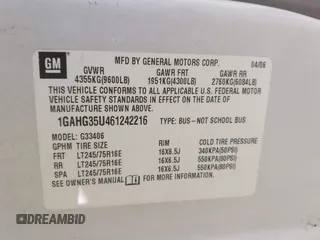 GM
MFD BY GENERAL MOTORS CORP.
04/06
GVWR GAWR FRT GAWR RR
4355KG(9600LB) 1951KG(4300LB) 2760KG(6084LB)
THIS VEHICLE CONFORMS TO ALL APPLICABLE U.S. FEDERAL
MOTOR VEHICLE SAFETY STANDARDS IN EFFECT ON
THE DATE OF MANUFACTURE SHOWN ABOVE.
1GAHG35U461242216 TYPE: BUS-NOT SCHOOL BUS
G33406
GPHM TIRE SIZE RIM COLD TIRE PRESSURE
FRT LT245/75R16E 16X6.5J 340KPA(50PSI)
RR LT245/75R16E 16X6.5J 550KPA(80PSI)
SPA LT245/75R16E 16X6.5J 550KPA(80PSI)
SEE OWNER'S MANUAL FOR ADDITIONAL INFORMATION.
DREAMBID